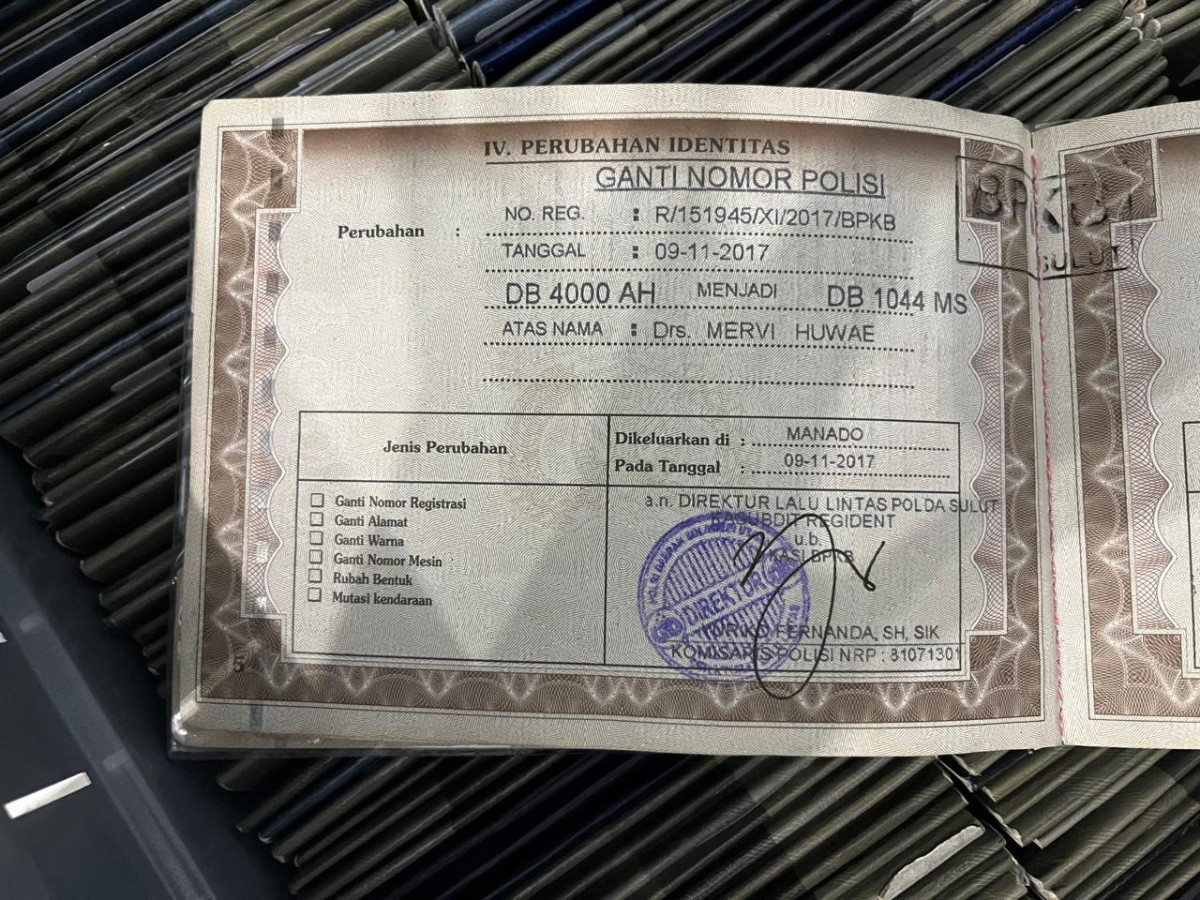 IV. PERUBAHAN IDENTITAS
GANTI NOMOR POLISI
Perubahan :
NO. REG. : R/151945/XI/2017/BPKB
TANGGAL : 09-11-2017
DB 4000 AH MENJADI DB 1044 MS
ATAS NAMA : Drs. MERVI HUWAE
BPKB
SULUT
Jenis Perubahan
Dikeluarkan di : MANADO
Pada Tanggal : 09-11-2017
Ganti Nomor Registrasi
Ganti Alamat
Ganti Warna
Ganti Nomor Mesin
Rubah Bentuk
Mutasi kendaraan
a.n. DIREKTUR LALU LINTAS POLDA SULUT
KASUBDIT REGIDENT
u.b.
KASI BPKB
DIREKTUR
FERNANDA, SH, SIK
KOMISARIS POLISI NRP : 81071301
5